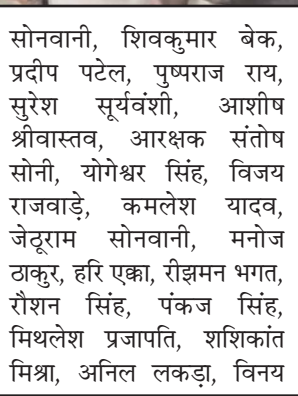 सोनवानी, शिवकुमार बेक,
प्रदीप पटेल, पुष्पराज राय,
सुरेश सूर्यवंशी, आशीष
श्रीवास्तव, आरक्षक संतोष
सोनी, योगेश्वर सिंह, विजय
राजवाड़े, कमलेश यादव,
जेठूराम सोनवानी, मनोज
ठाकुर, हरि एक्का, रीझमन भगत,
रौशन सिंह, पंकज सिंह,
मिथलेश प्रजापति, शशिकांत
मिश्रा, अनिल लकड़ा, विनय